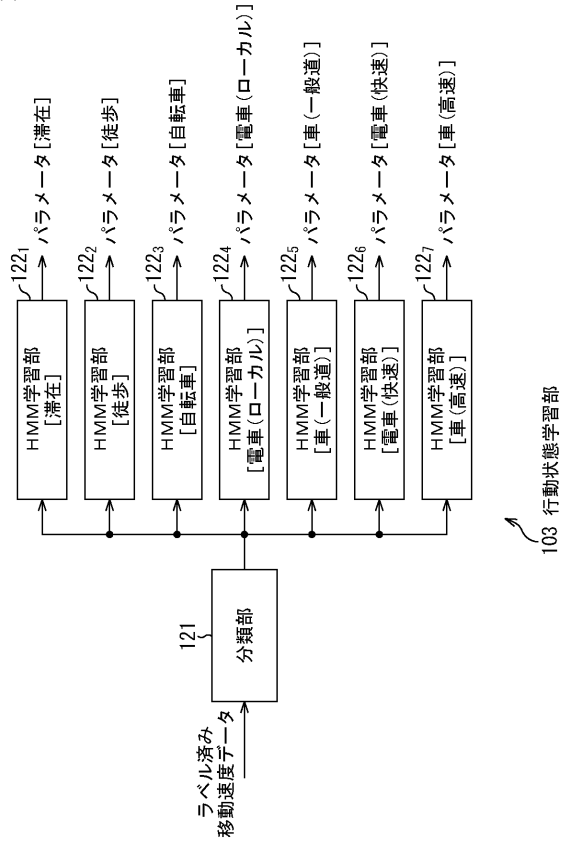 ラベル済み
移動速度データ
121
分類部
122₁
HMM学習部
[滞在]
パラメータ[滞在]
122₂
HMM学習部
[徒歩]
パラメータ[徒歩]
122₃
HMM学習部
[自転車]
パラメータ[自転車]
122₄
HMM学習部
[電車(ローカル)]
パラメータ[電車(ローカル)]
122₅
HMM学習部
[車(一般道)]
パラメータ[車(一般道)]
122₆
HMM学習部
[電車(快速)]
パラメータ[電車(快速)]
122₇
HMM学習部
[車(高速)]
パラメータ[車(高速)]
103 行動状態学習部